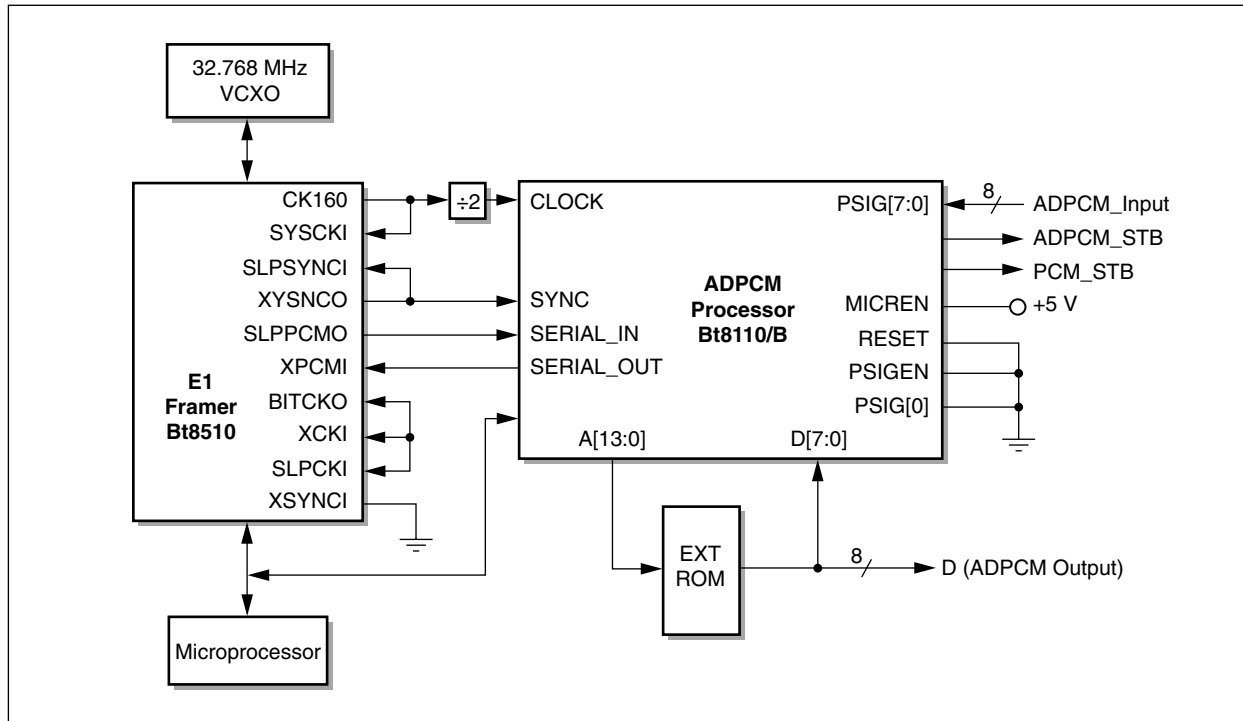 32.768 MHz
VCXO
CK160
SYSCKI
SLPSYNCI
XYSNCO
SLPPCMO
XPCMI
BITCKO
XCKI
SLPCKI
XSYNCI
E1
Framer
Bt8510
÷2
CLOCK
SYNC
SERIAL_IN
SERIAL_OUT
A[13:0]
D[7:0]
ADPCM
Processor
Bt8110/B
PSIG[7:0]
MICREN
RESET
PSIGEN
PSIG[0]
8
ADPCM_Input
ADPCM_STB
PCM_STB
+5 V
EXT
ROM
8
D (ADPCM Output)
Microprocessor